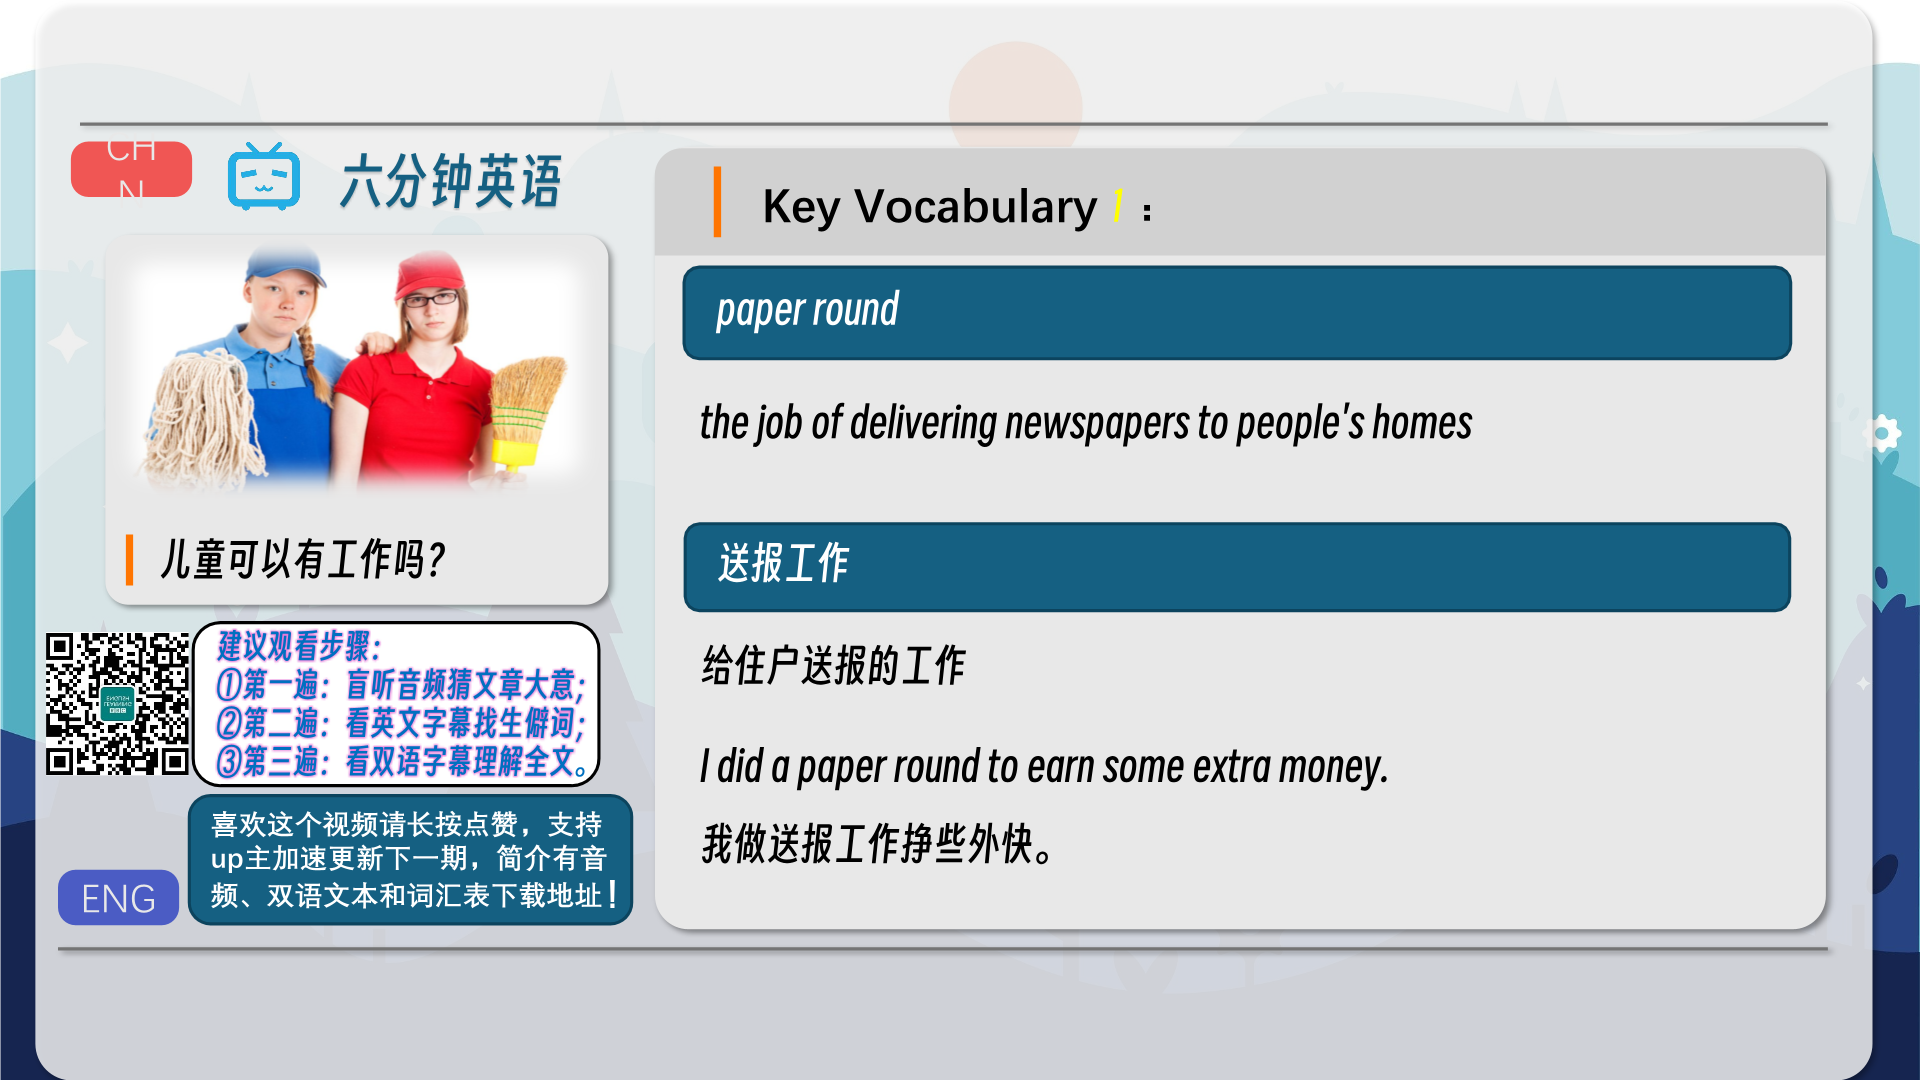 CH
N
六分钟英语
儿童可以有工作吗?
建议观看步骤：
①第一遍：盲听音频猜文章大意;
②第二遍：看英文字幕找生僻词;
③第三遍：看双语字幕理解全文。
喜欢这个视频请长按点赞，支持
up主加速更新下一期，简介有音
频、双语文本和词汇表下载地址！
ENG
Key Vocabulary 1：
paper round
the job of delivering newspapers to people's homes
送报工作
给住户送报的工作
I did a paper round to earn some extra money.
我做送报工作挣些外快。